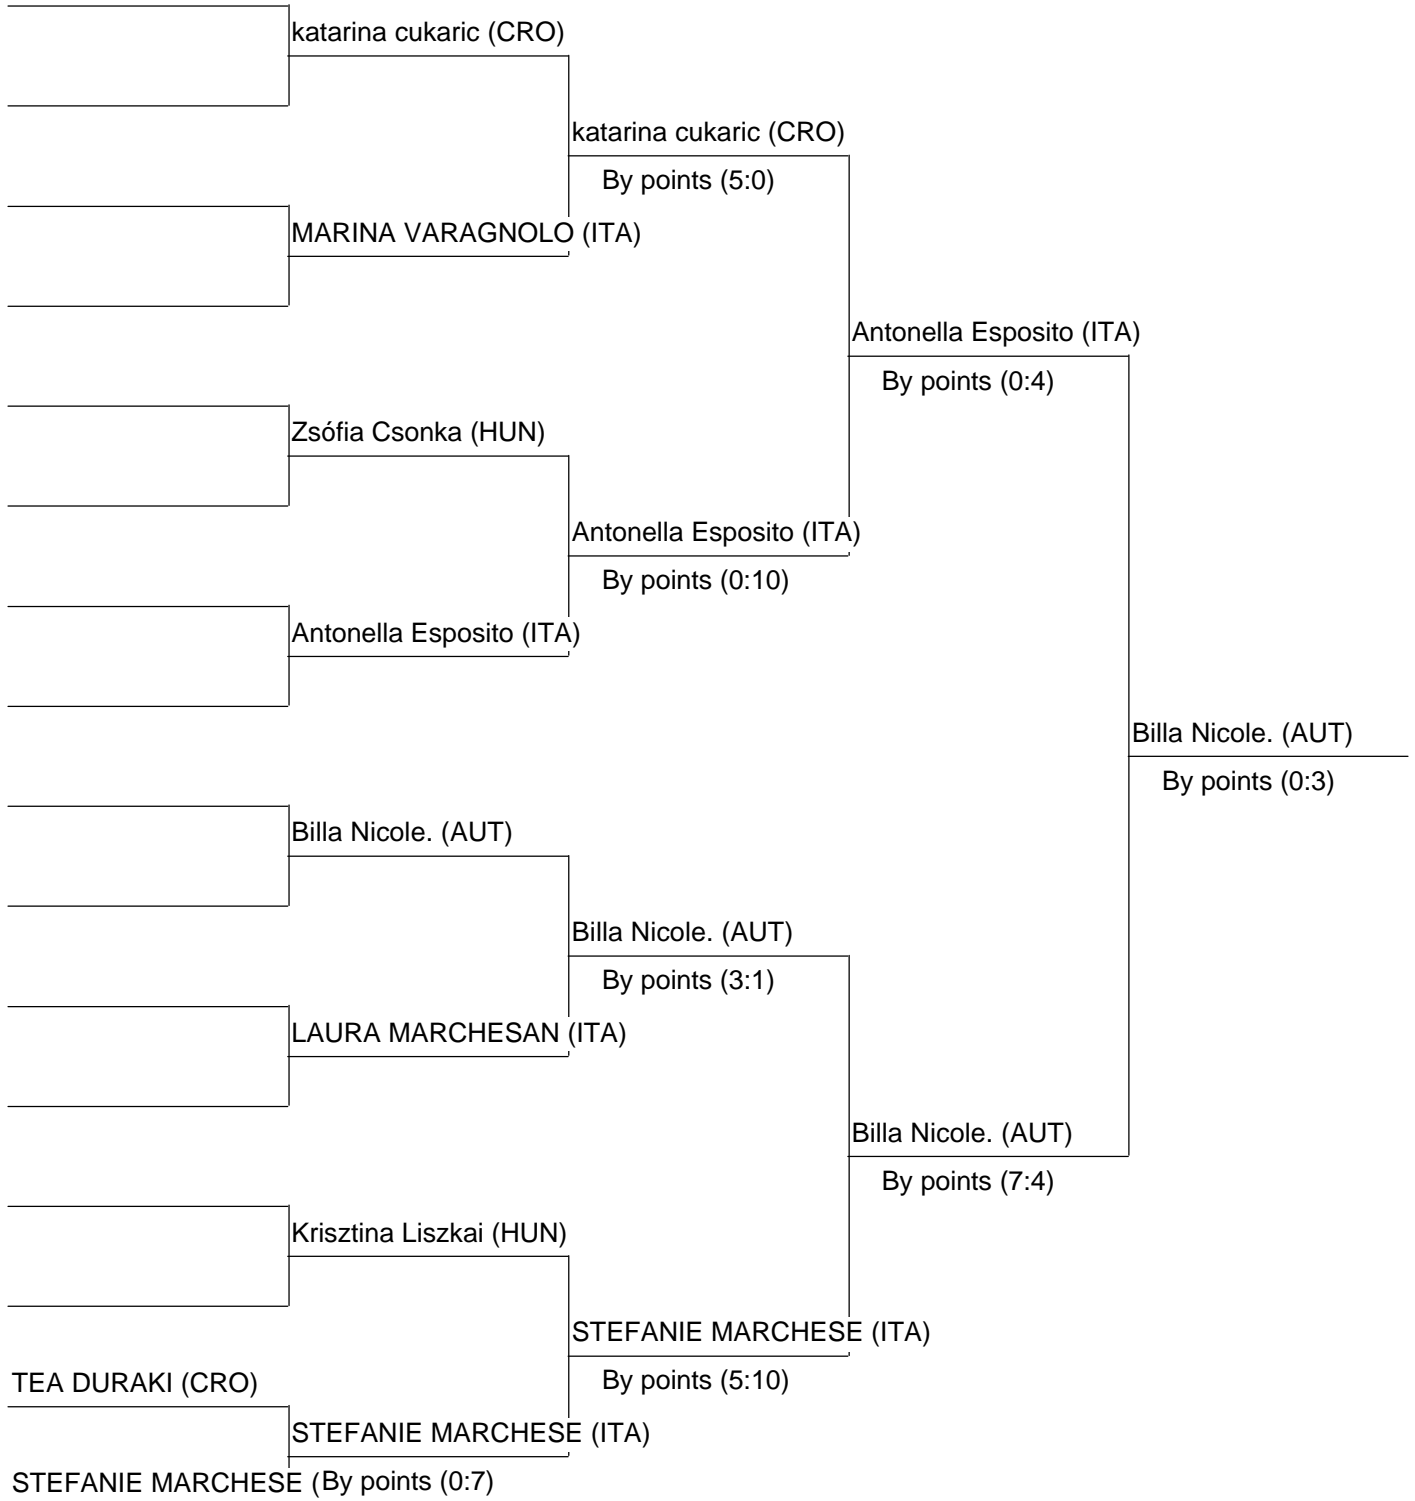 katarina cukaric (CRO)
katarina cukaric (CRO)
By points (5:0)
MARINA VARAGNOLO (ITA)
Antonella Esposito (ITA)
By points (0:4)
Zsófia Csonka (HUN)
Antonella Esposito (ITA)
By points (0:10)
Antonella Esposito (ITA)
Billa Nicole. (AUT)
By points (0:3)
Billa Nicole. (AUT)
Billa Nicole. (AUT)
By points (3:1)
LAURA MARCHESAN (ITA)
Billa Nicole. (AUT)
By points (7:4)
Krisztina Liszkai (HUN)
STEFANIE MARCHESE (ITA)
By points (5:10)
TEA DURAKI (CRO)
STEFANIE MARCHESE (ITA)
STEFANIE MARCHESE (
By points (0:7)